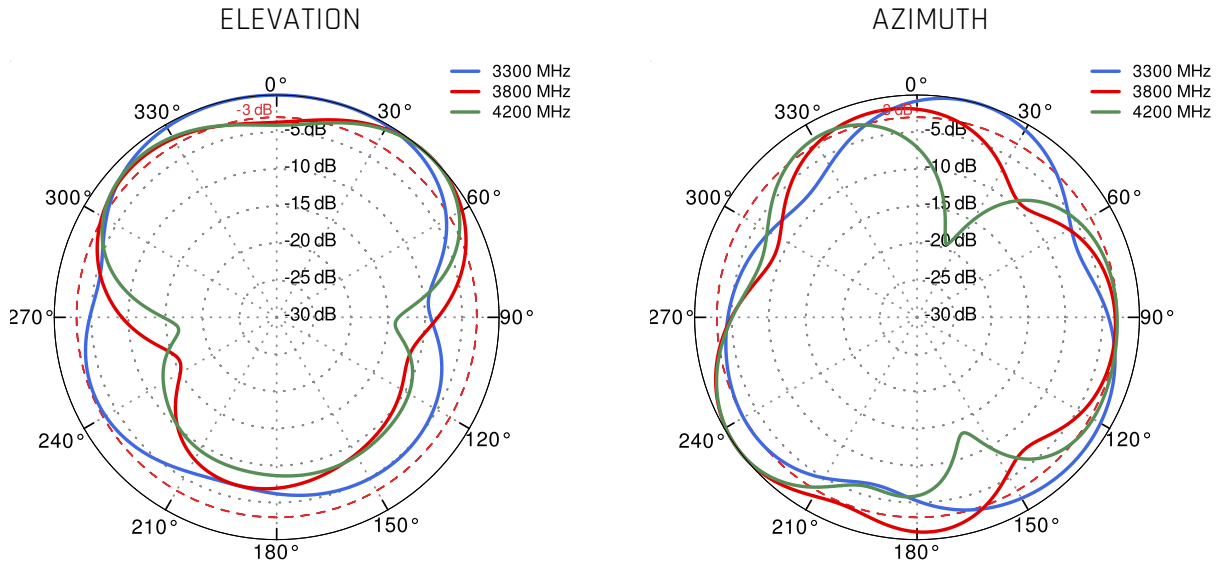 ELEVATION
3300 MHz
3800 MHz
4200 MHz
0°
30°
60°
90°
120°
150°
180°
210°
240°
270°
300°
330°
-3 dB
-5 dB
-10 dB
-15 dB
-20 dB
-25 dB
-30 dB
AZIMUTH
3300 MHz
3800 MHz
4200 MHz
0°
30°
60°
90°
120°
150°
180°
210°
240°
270°
300°
330°
-3 dB
-5 dB
-10 dB
-15 dB
-20 dB
-25 dB
-30 dB